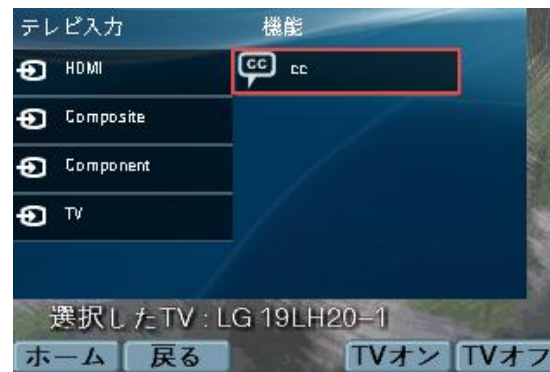 テレビ入力 機能
HDMI CC cc
Composite
Component
TV
選択したTV : LG 19LH20-1
ホーム 戻る TVオン TVオフ